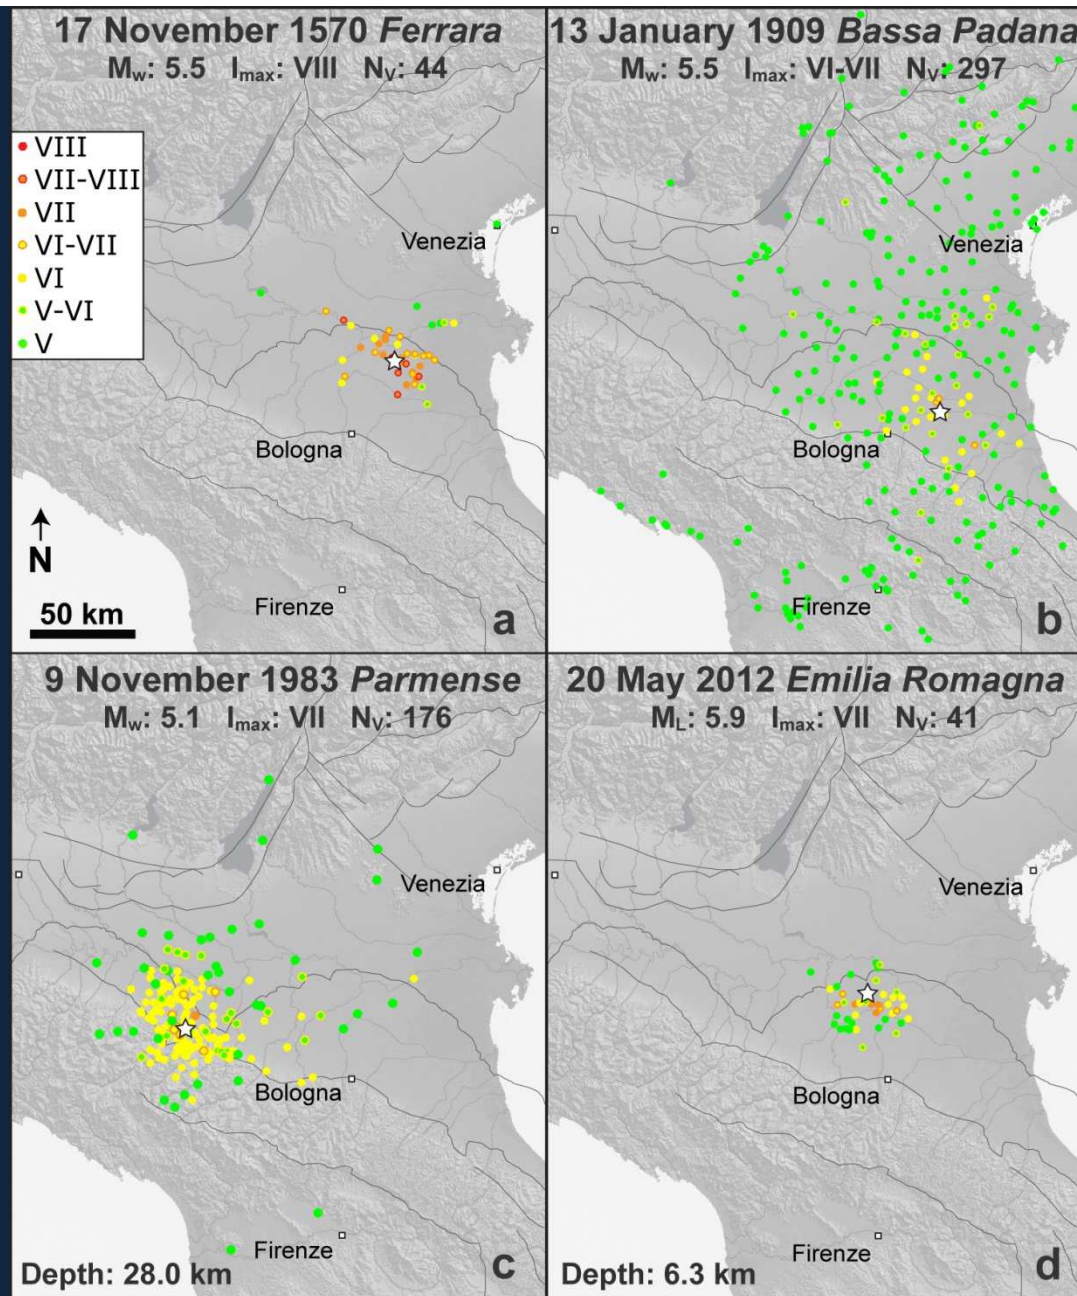 17 November 1570 Ferrara
Mw: 5.5 Imax: VIII NV: 44
VIII
VII-VIII
VII
VI-VII
VI
V-VI
V
Venezia
Bologna
N
50 km
Firenze
a
13 January 1909 Bassa Padana
Mw: 5.5 Imax: VI-VII NV: 297
Venezia
Bologna
Firenze
b
9 November 1983 Parmense
Mw: 5.1 Imax: VII NV: 176
Venezia
Bologna
Firenze
Depth: 28.0 km
c
20 May 2012 Emilia Romagna
ML: 5.9 Imax: VII NV: 41
Venezia
Bologna
Firenze
Depth: 6.3 km
d